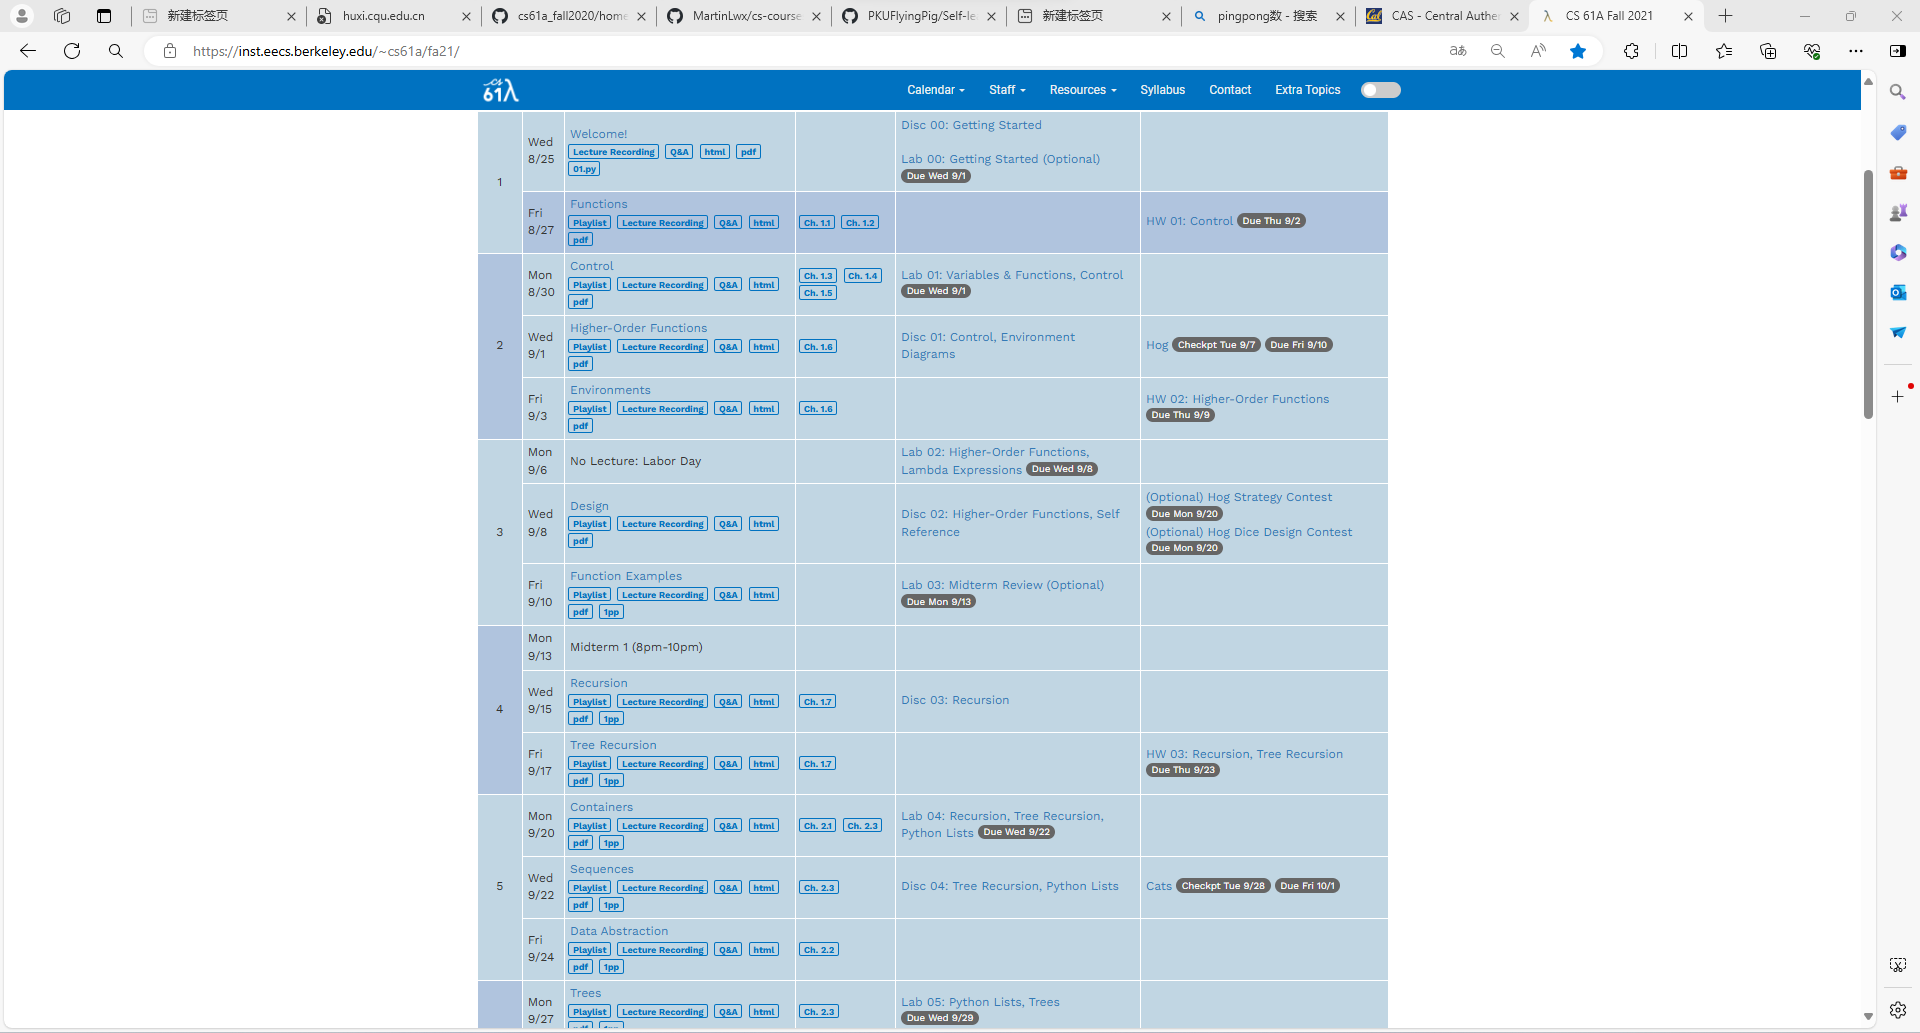 新建标签页
huxi.cqu.edu.cn
cs61a_fall2020/hom
MartinLwx/cs-course
PKUFlyingPig/Self-le
新建标签页
pingpong数 - 搜索
CAS - Central Authe
CS 61A Fall 2021
https://inst.eecs.berkeley.edu/~cs61a/fa21/
CS 61A
Calendar
Staff
Resources
Syllabus
Contact
Extra Topics
1
Wed 8/25
Welcome!
Lecture Recording Q&A html pdf
01.py
Disc 00: Getting Started
Lab 00: Getting Started (Optional)
Due Wed 9/1
Fri 8/27
Functions
Playlist Lecture Recording Q&A html
pdf
Ch. 1.1 Ch. 1.2
HW 01: Control Due Thu 9/2
2
Mon 8/30
Control
Playlist Lecture Recording Q&A html
pdf
Ch. 1.3 Ch. 1.4
Ch. 1.5
Lab 01: Variables & Functions, Control
Due Wed 9/1
Wed 9/1
Higher-Order Functions
Playlist Lecture Recording Q&A html
pdf
Ch. 1.6
Disc 01: Control, Environment
Diagrams
Hog Checkpt Tue 9/7 Due Fri 9/10
Fri 9/3
Environments
Playlist Lecture Recording Q&A html
pdf
Ch. 1.6
HW 02: Higher-Order Functions
Due Thu 9/9
3
Mon 9/6
No Lecture: Labor Day
Lab 02: Higher-Order Functions,
Lambda Expressions Due Wed 9/8
Wed 9/8
Design
Playlist Lecture Recording Q&A html
pdf
Disc 02: Higher-Order Functions, Self
Reference
(Optional) Hog Strategy Contest
Due Mon 9/20
(Optional) Hog Dice Design Contest
Due Mon 9/20
Fri 9/10
Function Examples
Playlist Lecture Recording Q&A html
pdf 1pp
Lab 03: Midterm Review (Optional)
Due Mon 9/13
4
Mon 9/13
Midterm 1 (8pm-10pm)
Wed 9/15
Recursion
Playlist Lecture Recording Q&A html
pdf 1pp
Ch. 1.7
Disc 03: Recursion
Fri 9/17
Tree Recursion
Playlist Lecture Recording Q&A html
pdf 1pp
Ch. 1.7
HW 03: Recursion, Tree Recursion
Due Thu 9/23
5
Mon 9/20
Containers
Playlist Lecture Recording Q&A html
pdf 1pp
Ch. 2.1 Ch. 2.3
Lab 04: Recursion, Tree Recursion,
Python Lists Due Wed 9/22
Wed 9/22
Sequences
Playlist Lecture Recording Q&A html
pdf 1pp
Ch. 2.3
Disc 04: Tree Recursion, Python Lists
Cats Checkpt Tue 9/28 Due Fri 10/1
Fri 9/24
Data Abstraction
Playlist Lecture Recording Q&A html
pdf 1pp
Ch. 2.2
Mon 9/27
Trees
Playlist Lecture Recording Q&A html
Ch. 2.3
Lab 05: Python Lists, Trees
Due Wed 9/29